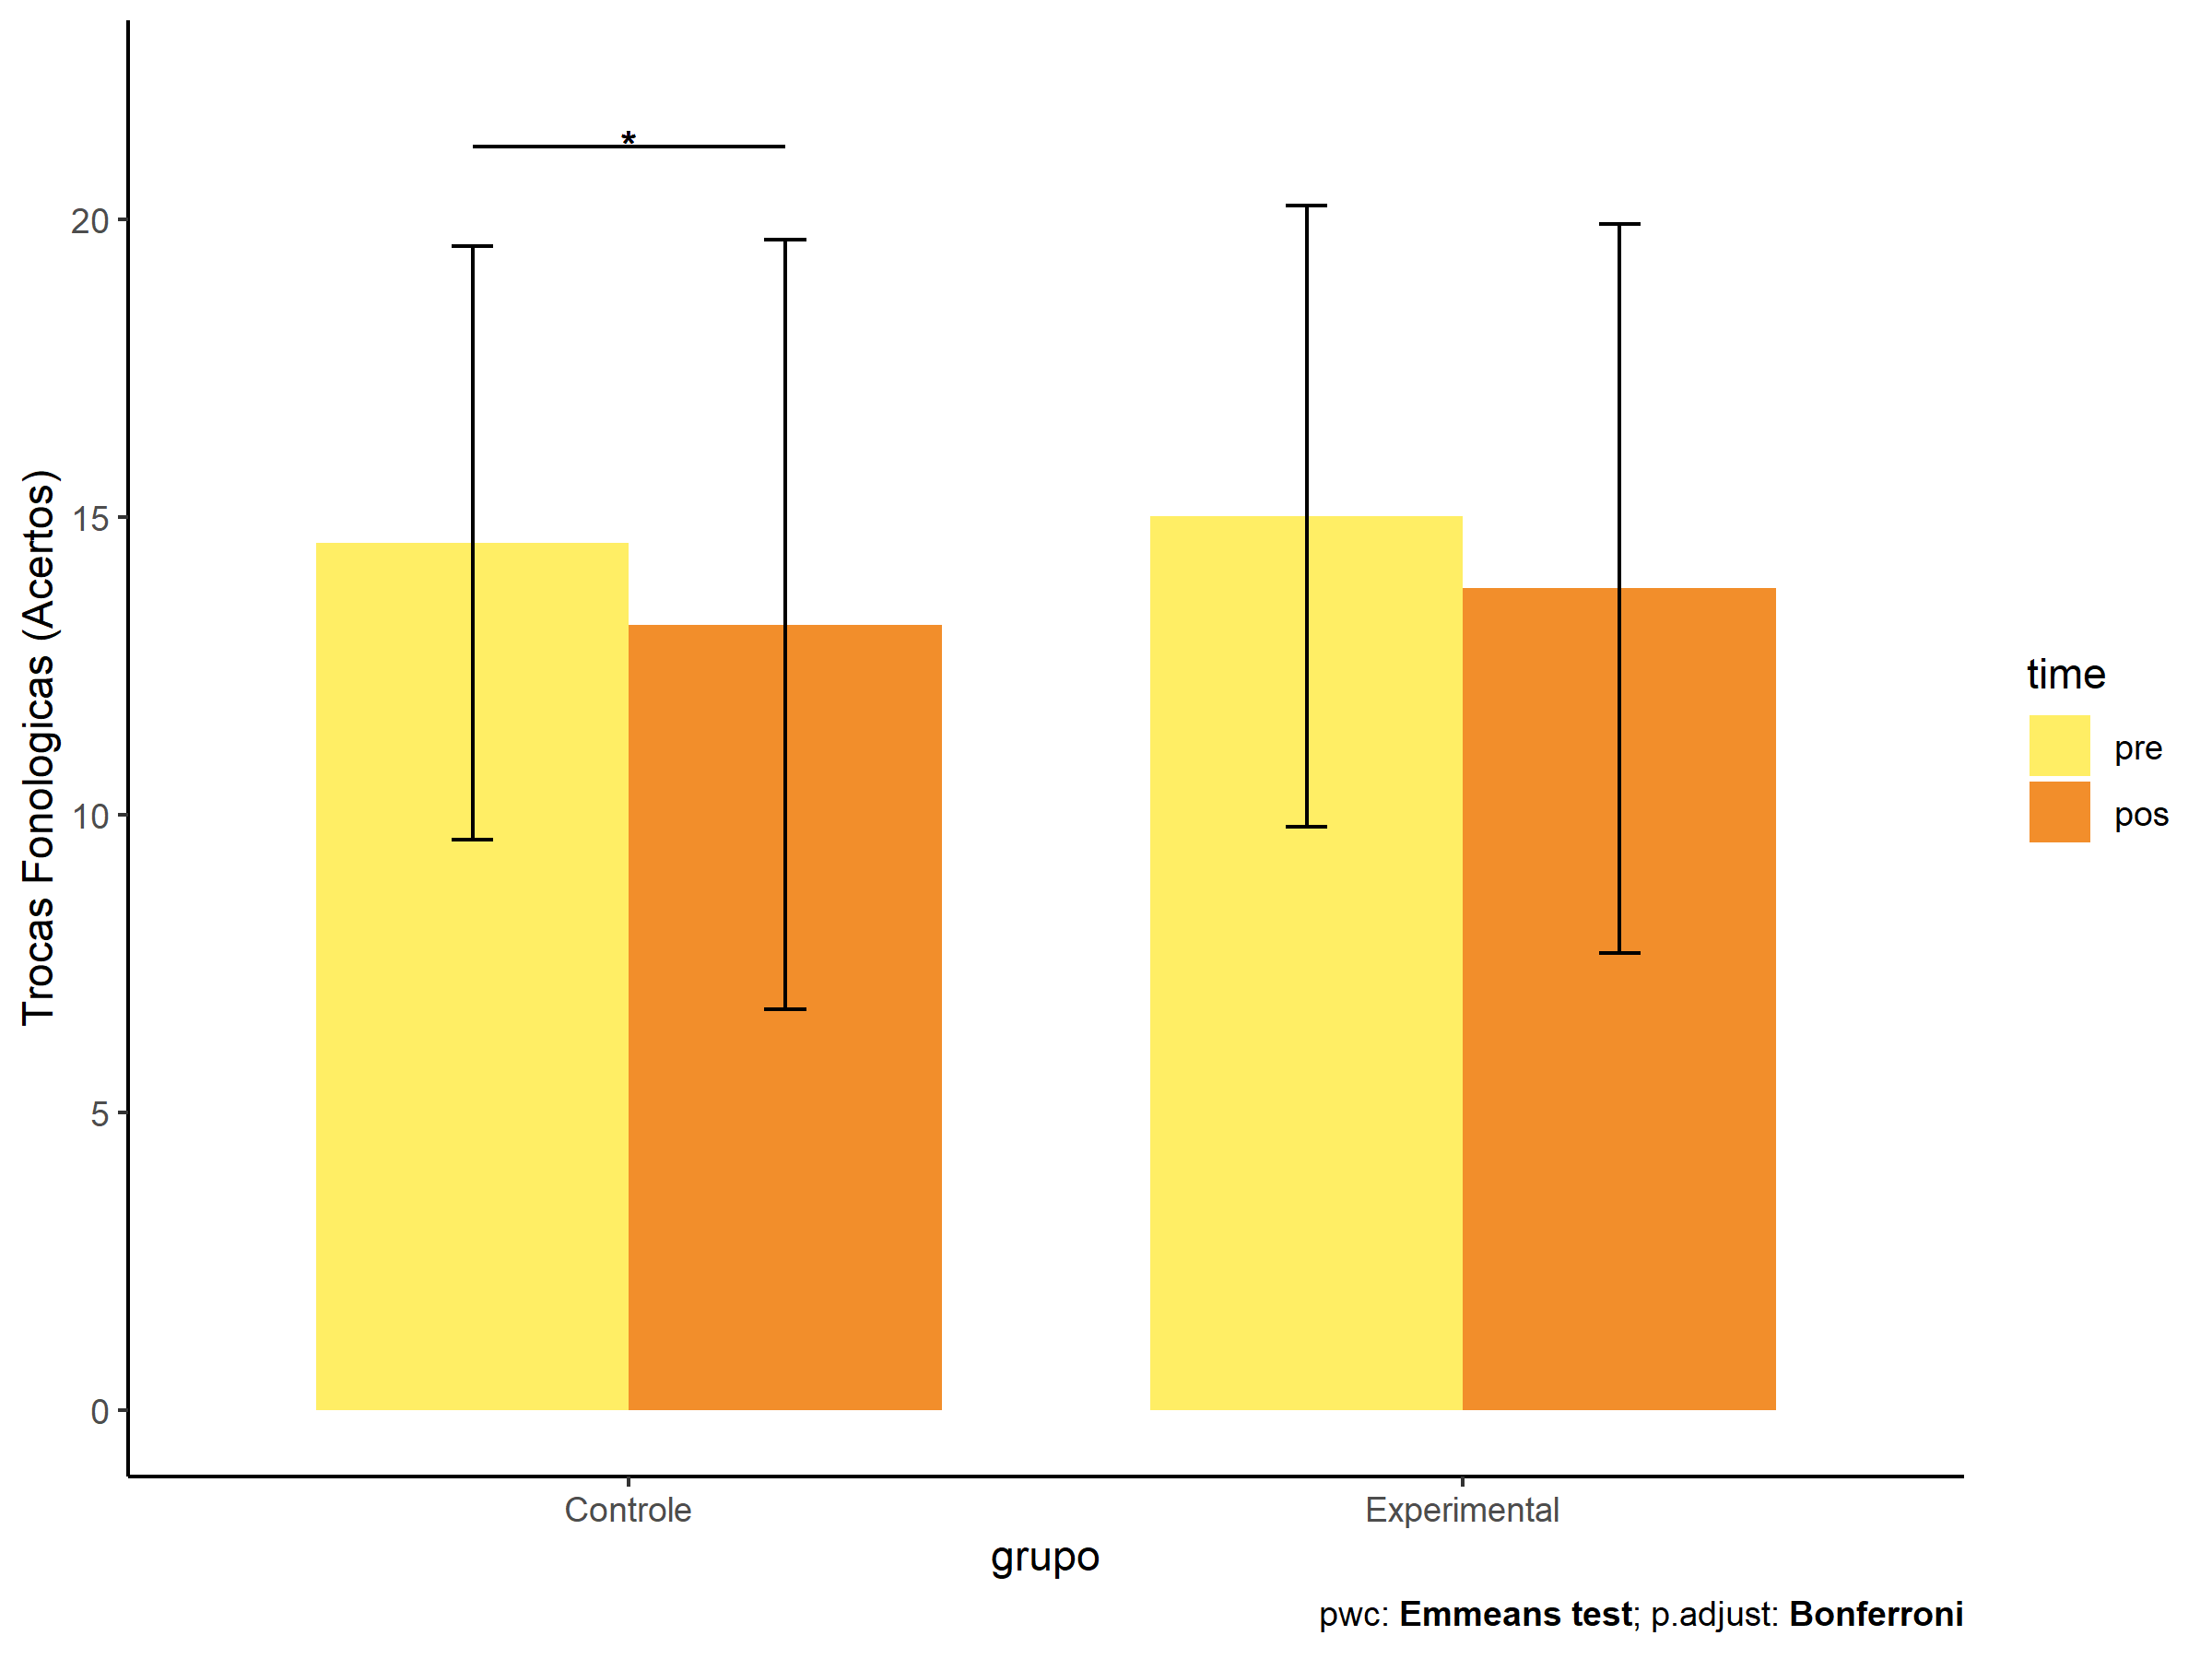 *
20
15
10
5
0
Trocas Fonologicas (Acertos)
Controle
Experimental
grupo
time
pre
pos
pwc: Emmeans test; p.adjust: Bonferroni